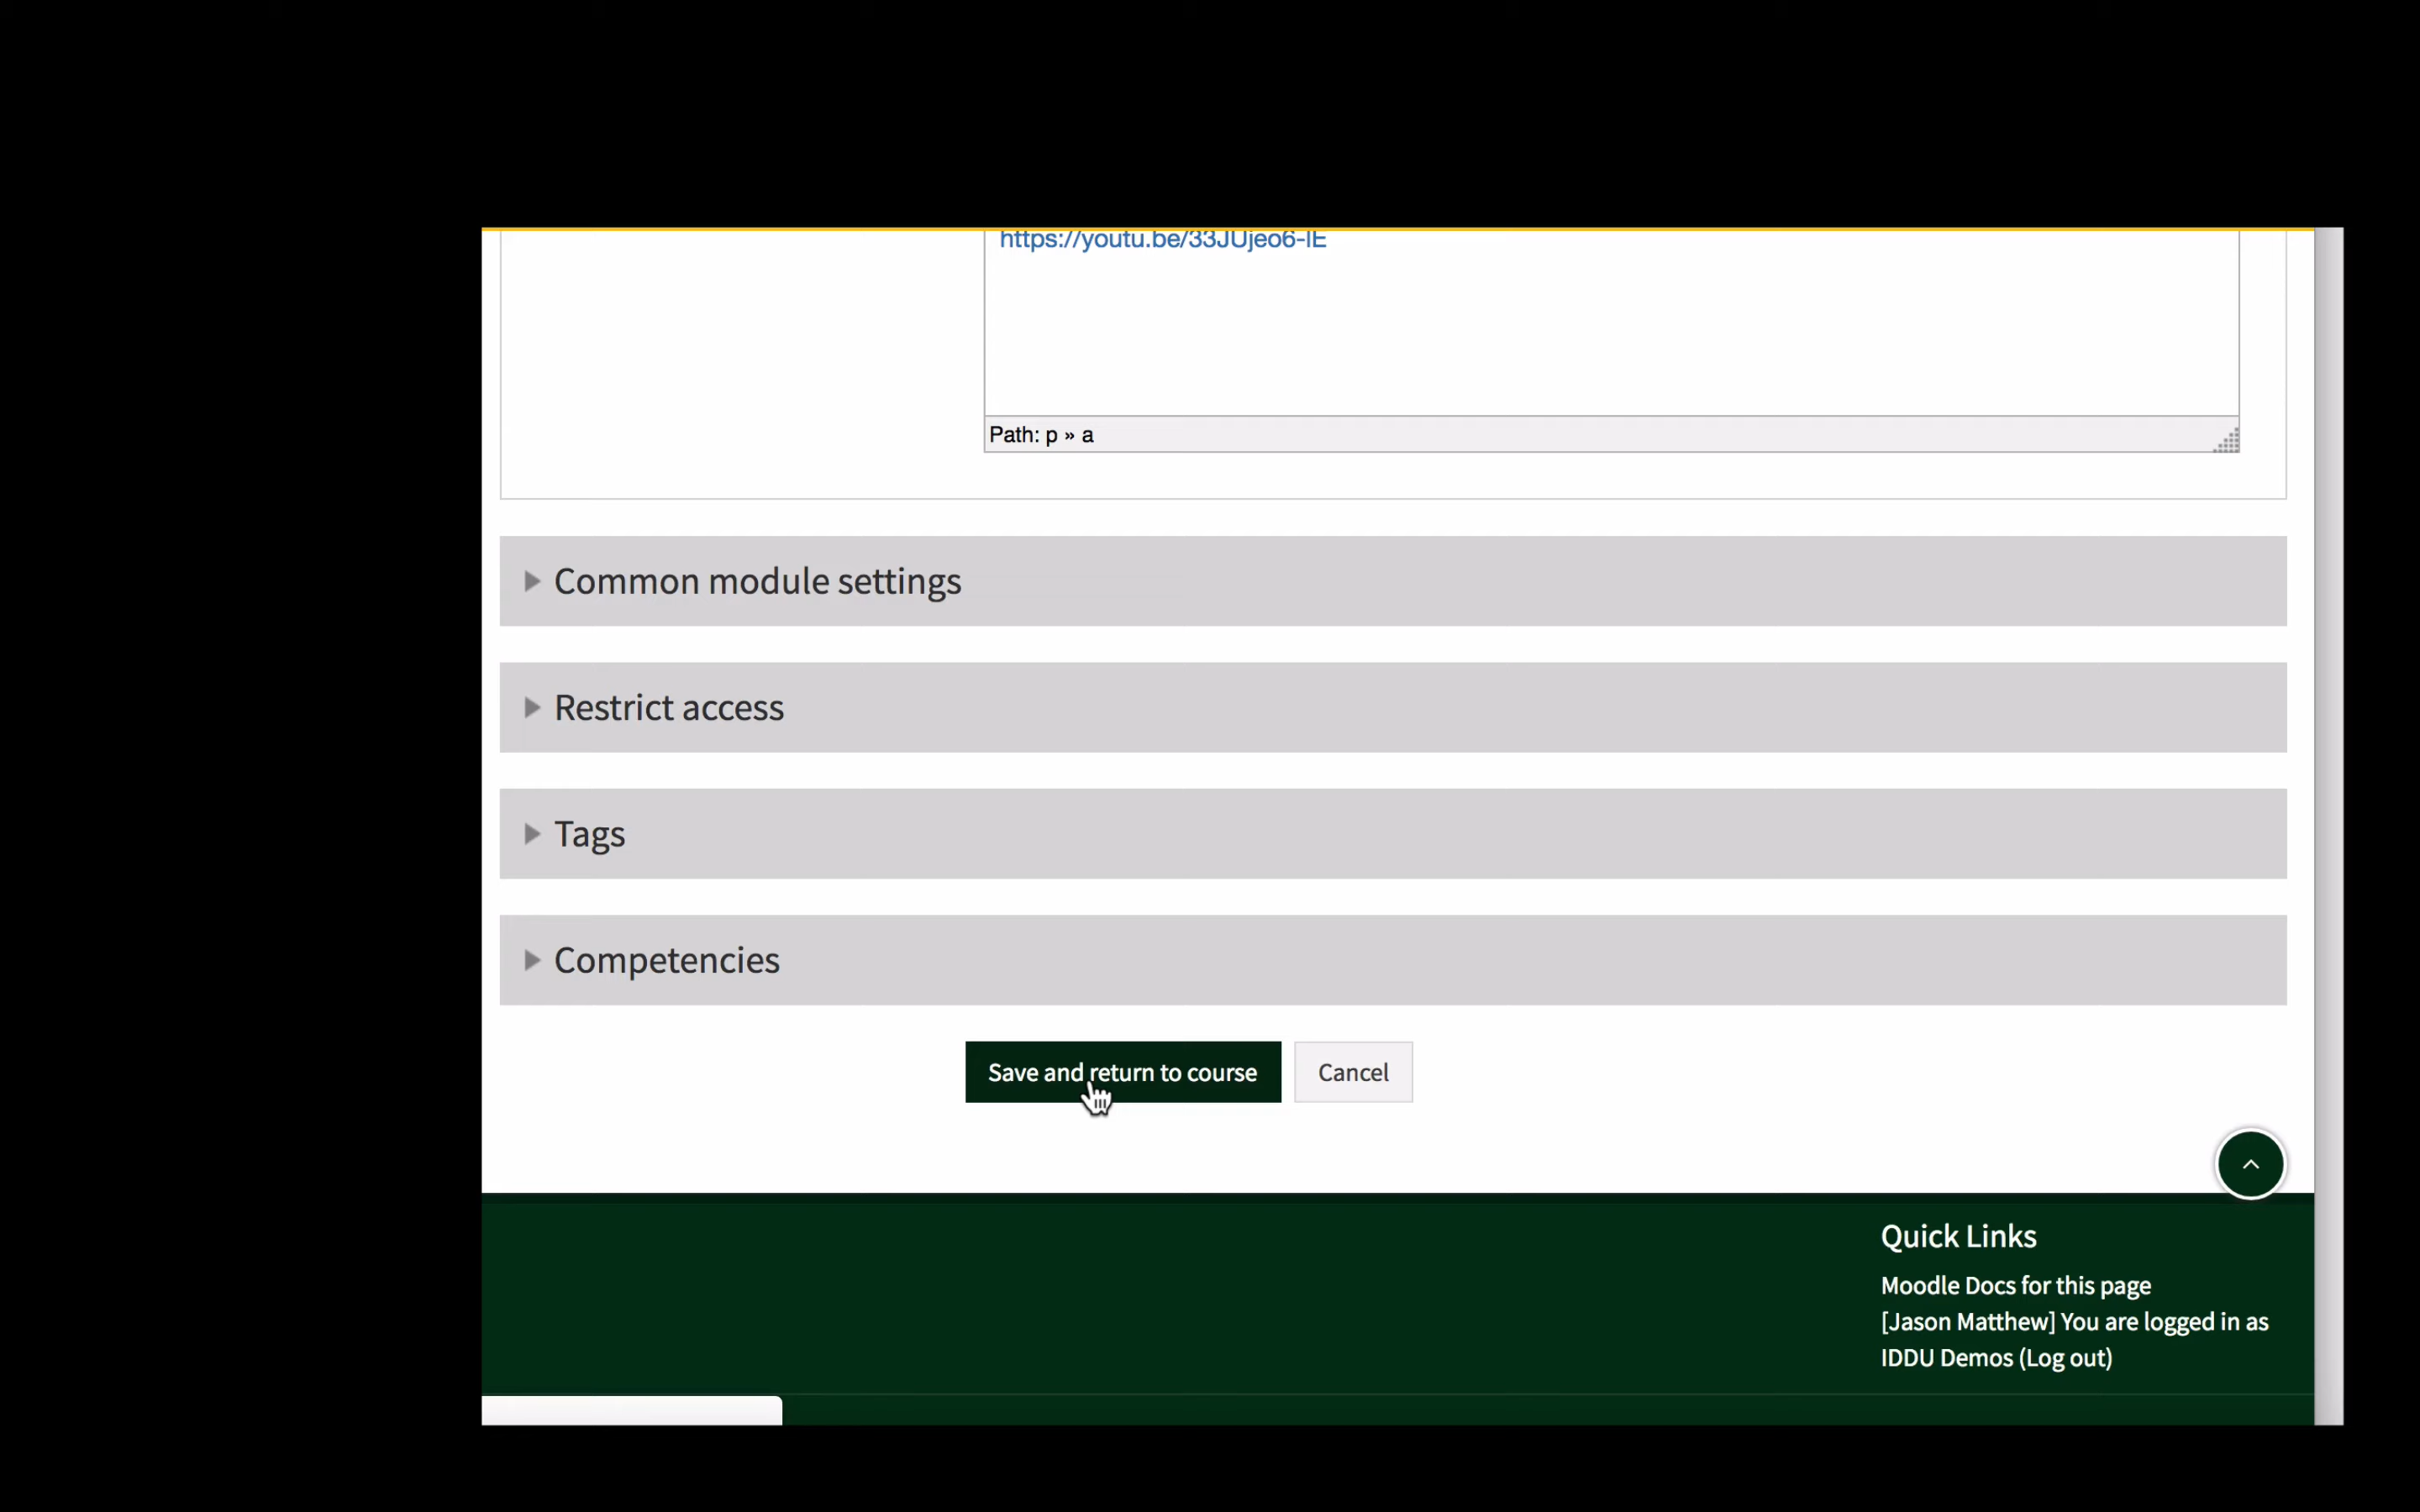 https://youtu.be/33JUjeo6-IE
Path: p » a
Common module settings
Restrict access
Tags
Competencies
Save and return to course
Cancel
Quick Links
Moodle Docs for this page
[Jason Matthew] You are logged in as
IDDU Demos (Log out)